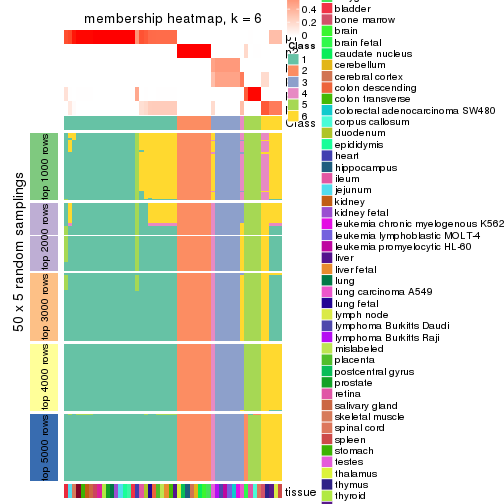 membership heatmap, k = 6
50 x 5 random samplings
top 1000 rows
top 2000 rows
top 3000 rows
top 4000 rows
top 5000 rows
0.4
0.2
0
Class
Class
1
2
3
4
5
6
tissue
bladder
bone marrow
brain
brain fetal
caudate nucleus
cerebellum
cerebral cortex
colon descending
colon transverse
colorectal adenocarcinoma SW480
corpus callosum
duodenum
epididymis
heart
hippocampus
ileum
jejunum
kidney
kidney fetal
leukemia chronic myelogenous K562
leukemia lymphoblastic MOLT-4
leukemia promyelocytic HL-60
liver
liver fetal
lung
lung carcinoma A549
lung fetal
lymph node
lymphoma Burkitts Daudi
lymphoma Burkitts Raji
mislabeled
placenta
postcentral gyrus
prostate
retina
salivary gland
skeletal muscle
spinal cord
spleen
stomach
testes
thalamus
thymus
thyroid